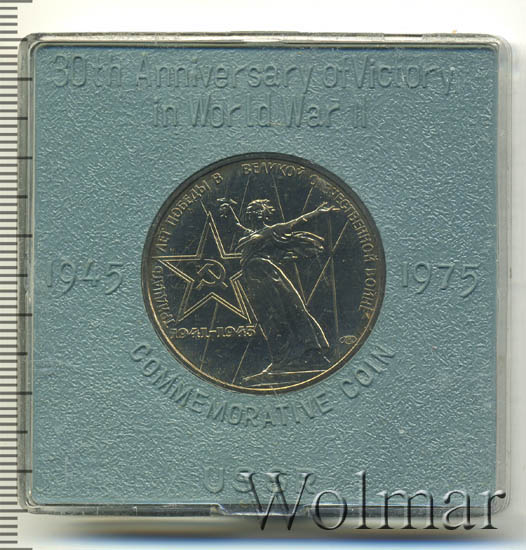 30th Anniversary of Victory
in World War II
ТРИДЦАТЬ ЛЕТ ПОБЕДЫ В ВЕЛИКОЙ ОТЕЧЕСТВЕННОЙ ВОЙНЕ
1945
1975
1941-1945
COMMEMORATIVE COIN
USSR
Wolmar